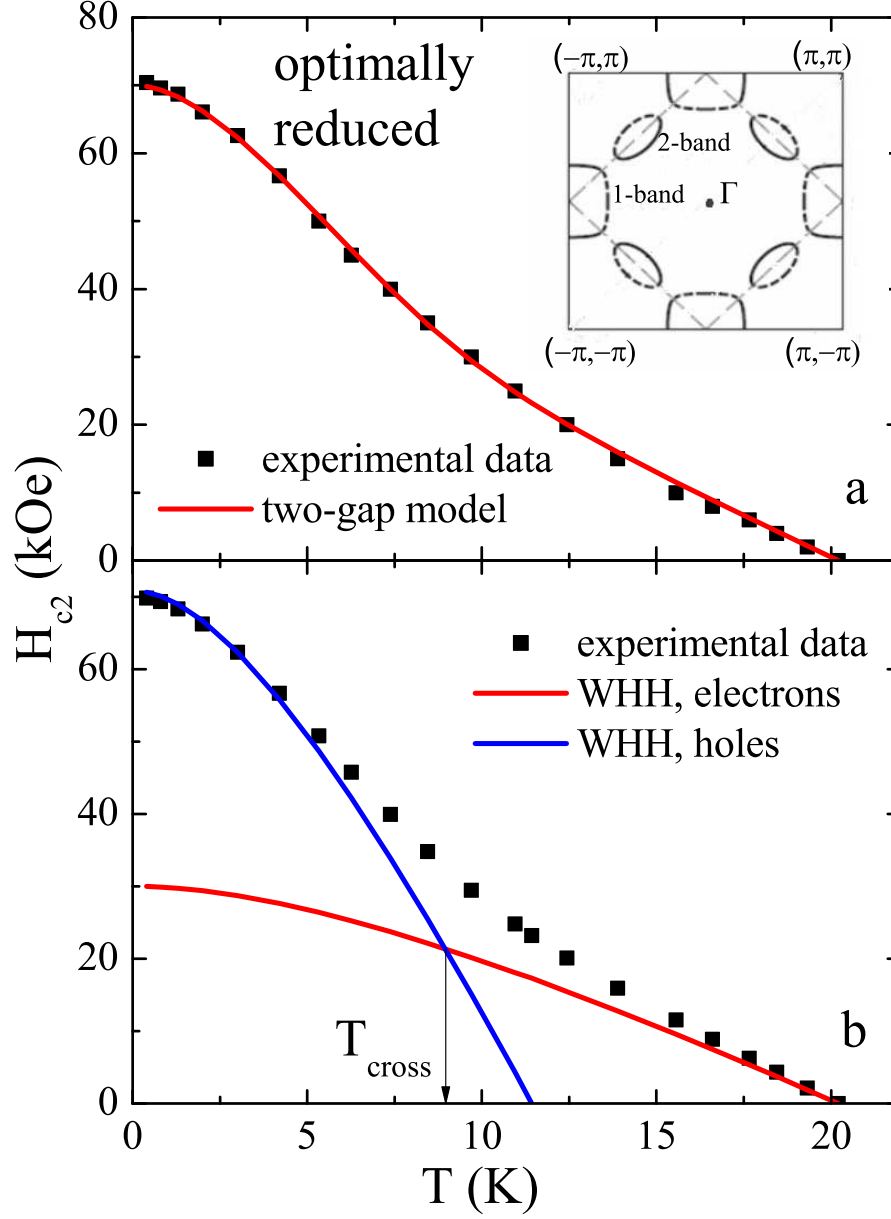 80
60
40
20
0
optimally
reduced
(−π,π)
(π,π)
2-band
1-band
Γ
(−π,−π)
(π,−π)
experimental data
two-gap model
a
H_c2 (kOe)
60
40
20
0
experimental data
WHH, electrons
WHH, holes
T_cross
b
0
5
10
15
20
T (K)